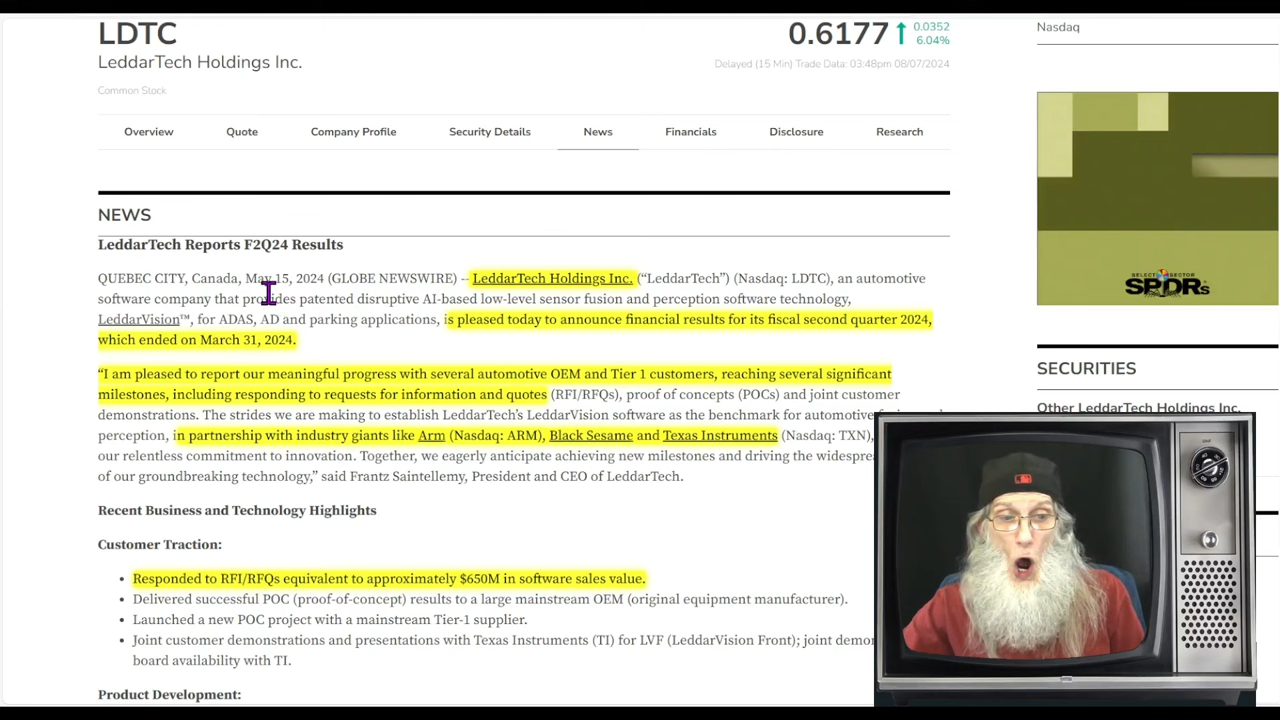 LDTC
0.6177
0.0352
6.04%
Nasdaq
LeddarTech Holdings Inc.
Delayed (15 Min) Trade Data: 03:48pm 08/07/2024
Common Stock
Overview
Quote
Company Profile
Security Details
News
Financials
Disclosure
Research
NEWS
LeddarTech Reports F2Q24 Results
QUEBEC CITY, Canada, May 15, 2024 (GLOBE NEWSWIRE) -- LeddarTech Holdings Inc. (“LeddarTech”) (Nasdaq: LDTC), an automotive
software company that provides patented disruptive AI-based low-level sensor fusion and perception software technology,
LeddarVision™, for ADAS, AD and parking applications, is pleased today to announce financial results for its fiscal second quarter 2024,
which ended on March 31, 2024.
“I am pleased to report our meaningful progress with several automotive OEM and Tier 1 customers, reaching several significant
milestones, including responding to requests for information and quotes (RFI/RFQs), proof of concepts (POCs) and joint customer
demonstrations. The strides we are making to establish LeddarTech’s LeddarVision software as the benchmark for automotive
perception, in partnership with industry giants like Arm (Nasdaq: ARM), Black Sesame and Texas Instruments (Nasdaq: TXN),
our relentless commitment to innovation. Together, we eagerly anticipate achieving new milestones and driving the
of our groundbreaking technology,” said Frantz Saintellemy, President and CEO of LeddarTech.
Recent Business and Technology Highlights
Customer Traction:
Responded to RFI/RFQs equivalent to approximately $650M in software sales value.
Delivered successful POC (proof-of-concept) results to a large mainstream OEM (original equipment manufacturer).
Launched a new POC project with a mainstream Tier-1 supplier.
Joint customer demonstrations and presentations with Texas Instruments (TI) for LVF (LeddarVision Front); joint
board availability with TI.
Product Development:
SELECT SECTOR
SPDRs
SECURITIES
Other LeddarTech Holdings Inc.